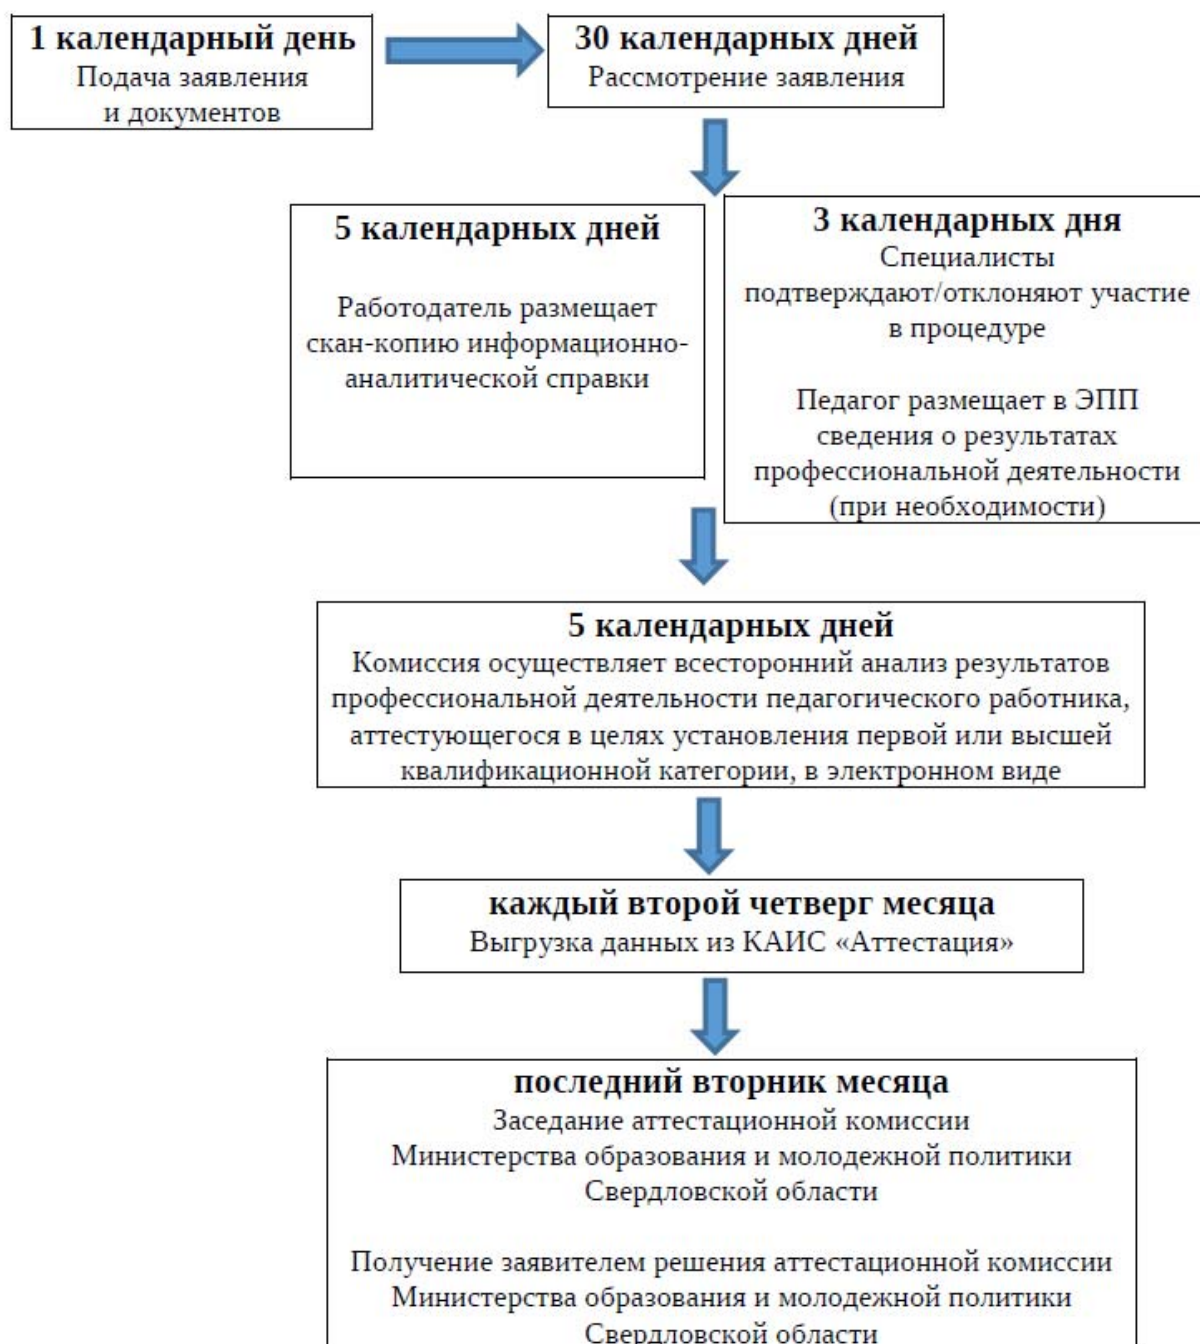 1 календарный день
Подача заявления
и документов
30 календарных дней
Рассмотрение заявления
5 календарных дней
Работодатель размещает
скан-копию информационно-
аналитической справки
3 календарных дня
Специалисты
подтверждают/отклоняют участие
в процедуре
Педагог размещает в ЭПП
сведения о результатах
профессиональной деятельности
(при необходимости)
5 календарных дней
Комиссия осуществляет всесторонний анализ результатов
профессиональной деятельности педагогического работника,
аттестующегося в целях установления первой или высшей
квалификационной категории, в электронном виде
каждый второй четверг месяца
Выгрузка данных из КАИС «Аттестация»
последний вторник месяца
Заседание аттестационной комиссии
Министерства образования и молодежной политики
Свердловской области
Получение заявителем решения аттестационной комиссии
Министерства образования и молодежной политики
Свердловской области